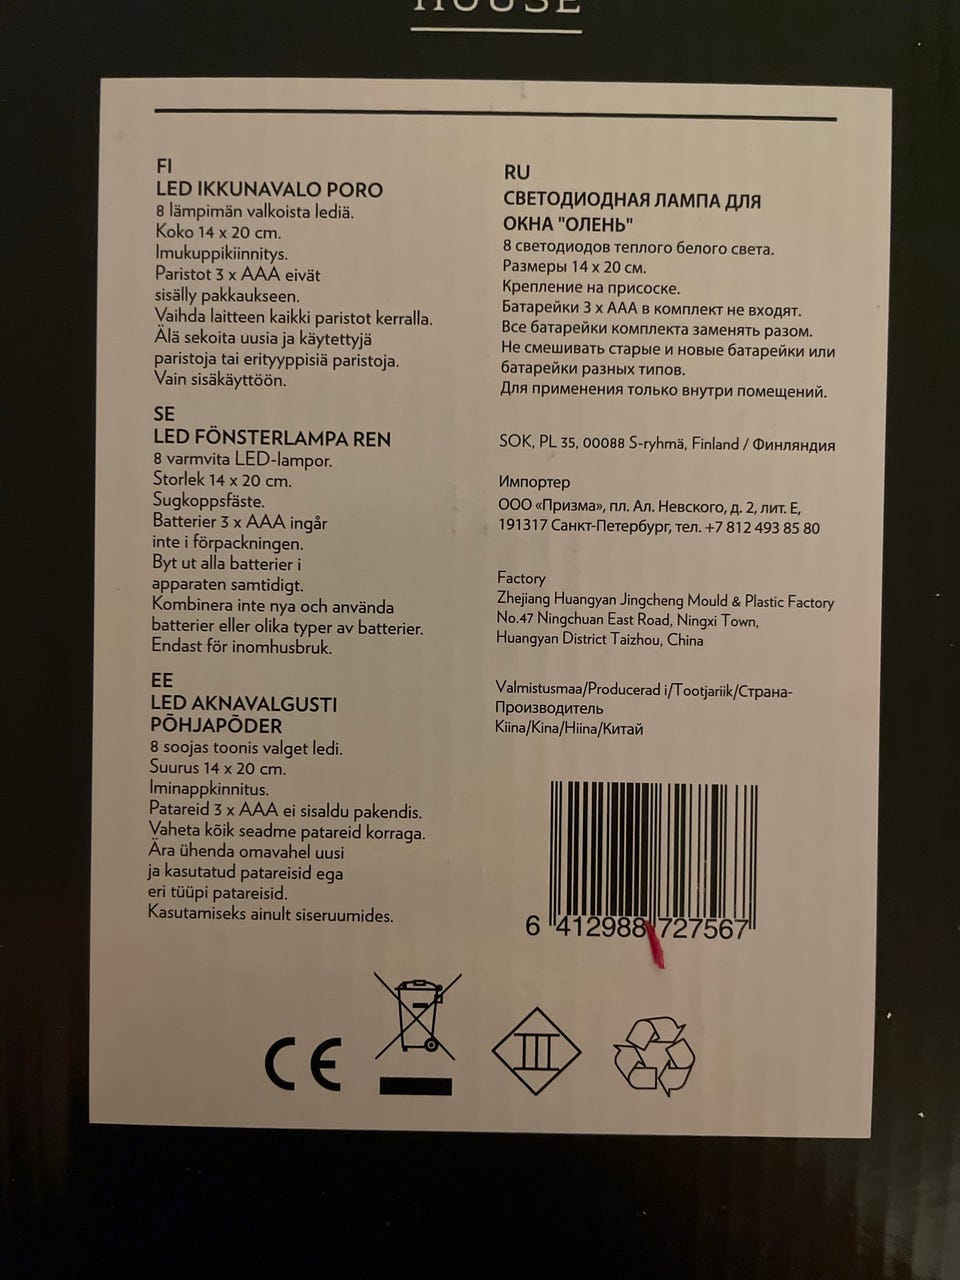 HOUSE
FI
LED IKKUNAVALO PORO
8 lämpimän valkoista lediä.
Koko 14 x 20 cm.
Imukuppikiinnitys.
Paristot 3 x AAA eivät
sisälly pakkaukseen.
Vaihda laitteen kaikki paristot kerralla.
Älä sekoita uusia ja käytettyjä
paristoja tai erityyppisiä paristoja.
Vain sisäkäyttöön.
SE
LED FÖNSTERLAMPA REN
8 varmvita LED-lampor.
Storlek 14 x 20 cm.
Sugkoppsfäste.
Batterier 3 x AAA ingår
inte i förpackningen.
Byt ut alla batterier i
apparaten samtidigt.
Kombinera inte nya och använda
batterier eller olika typer av batterier.
Endast för inomhusbruk.
EE
LED AKNAVALGUSTI
PÕHJAPÕDER
8 soojas toonis valget ledi.
Suurus 14 x 20 cm.
Iminappkinnitus.
Patareid 3 x AAA ei sisaldu pakendis.
Vaheta kõik seadme patareid korraga.
Ära ühenda omavahel uusi
ja kasutatud patareisid ega
eri tüüpi patareisid.
Kasutamiseks ainult siseruumides.
RU
СВЕТОДИОДНАЯ ЛАМПА ДЛЯ
ОКНА "ОЛЕНЬ"
8 светодиодов теплого белого света.
Размеры 14 x 20 см.
Крепление на присоске.
Батарейки 3 x AAA в комплект не входят.
Все батарейки комплекта заменять разом.
Не смешивать старые и новые батарейки или
батарейки разных типов.
Для применения только внутри помещений.
SOK, PL 35, 00088 S-ryhmä, Finland / Финляндия
Импортер
ООО «Призма», пл. Ал. Невского, д. 2, лит. Е,
191317 Санкт-Петербург, тел. +7 812 493 85 80
Factory
Zhejiang Huangyan Jingcheng Mould & Plastic Factory
No.47 Ningchuan East Road, Ningxi Town,
Huangyan District Taizhou, China
Valmistusmaa/Producerad i/Tootjariik/Страна-
Производитель
Kiina/Kina/Hiina/Китай
6 412988 727567
CE
III